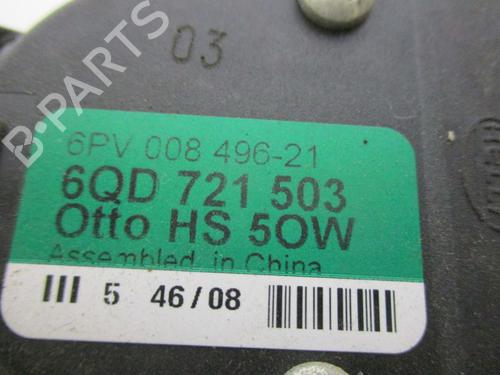 03
B-PARTS
6PV 008 496-21
6QD 721 503
Otto HS 5OW
Assembled in China
III 5 46/08